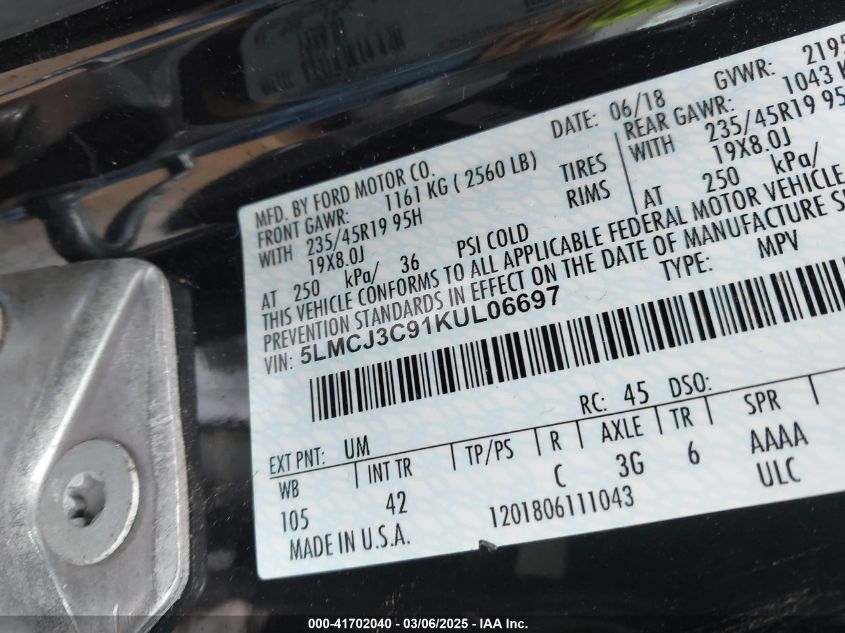 MFD. BY FORD MOTOR CO. DATE: 06/18 GVWR: 2195
FRONT GAWR: 1161 KG ( 2560 LB) REAR GAWR: 1043 K
WITH 235/45R19 95H TIRES WITH 235/45R19 95
19X8.0J RIMS 19X8.0J
AT 250 kPa/ 36 PSI COLD AT 250 kPa/
THIS VEHICLE CONFORMS TO ALL APPLICABLE FEDERAL MOTOR VEHICLE
PREVENTION STANDARDS IN EFFECT ON THE DATE OF MANUFACTURE S
VIN: 5LMCJ3C91KUL06697 TYPE: MPV
RC: 45 DSO:
EXT PNT: UM
WB INT TR TP/PS R AXLE TR SPR
105 42 C 3G 6 AAAA
1201806111043 ULC
MADE IN U.S.A.
000-41702040 - 03/06/2025 - IAA Inc.